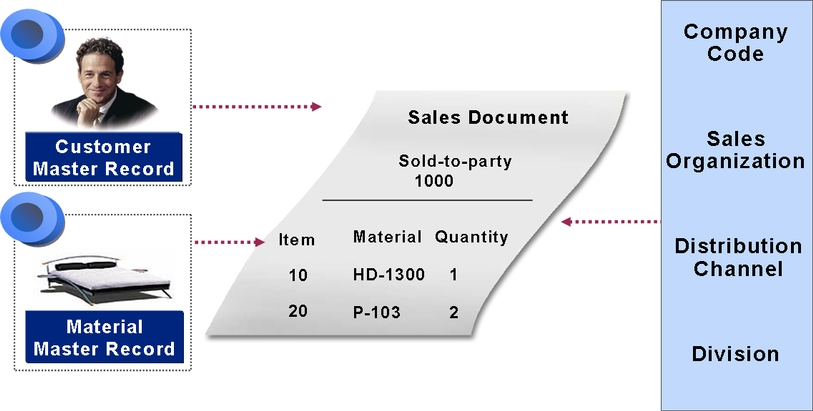 Customer
Master Record
Material
Master Record
Sales Document
Sold-to-party
1000
Item Material Quantity
10 HD-1300 1
20 P-103 2
Company
Code
Sales
Organization
Distribution
Channel
Division